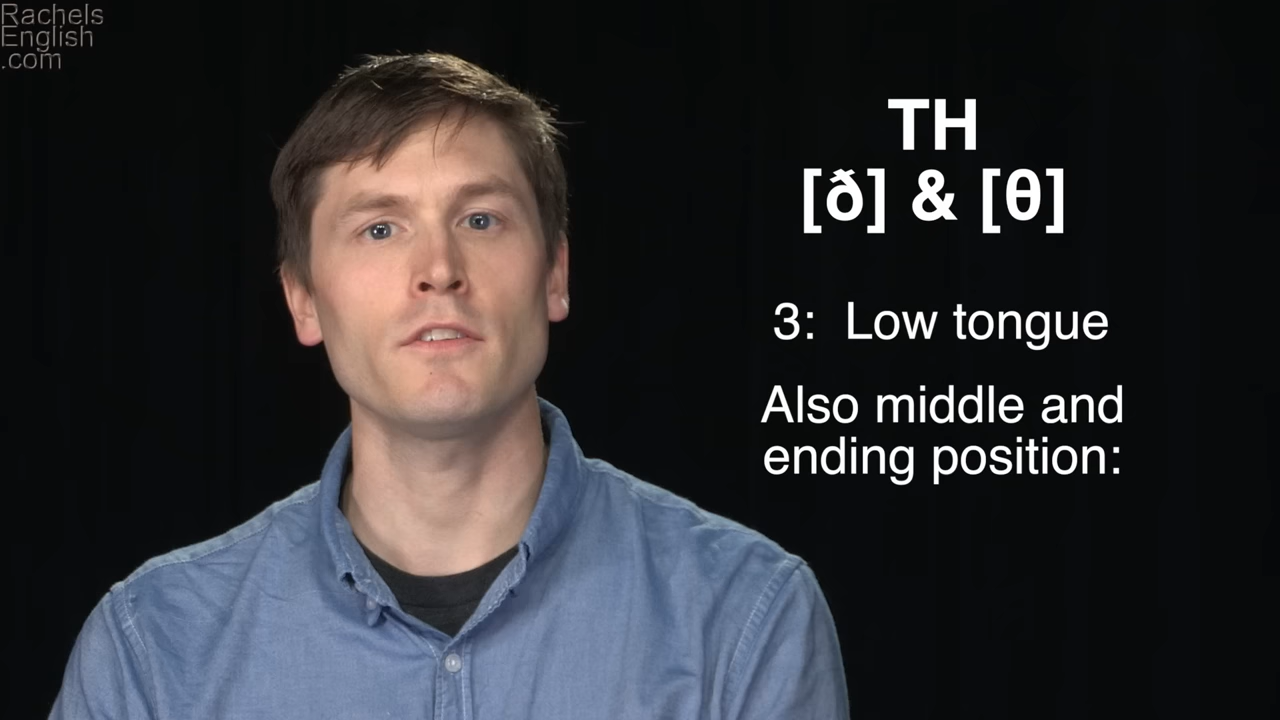 Rachels
English
.com
TH
[ð] & [θ]
3:  Low tongue
Also middle and
ending position: